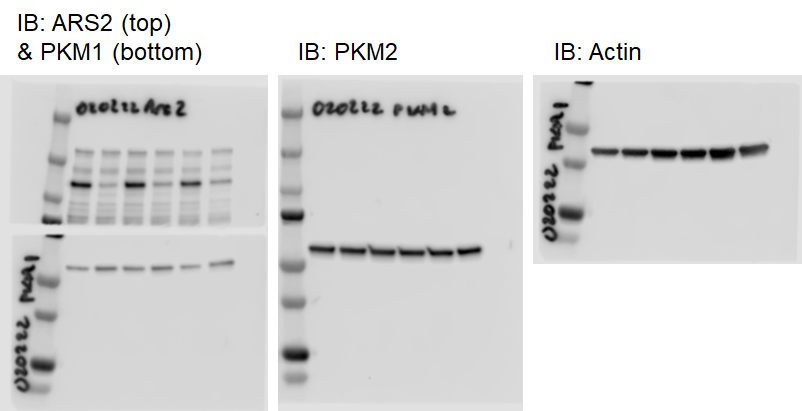 IB: ARS2 (top)
& PKM1 (bottom)
IB: PKM2
IB: Actin
020222 Ars2
020222 PKM2
020222 PKM1
020222 PKM1